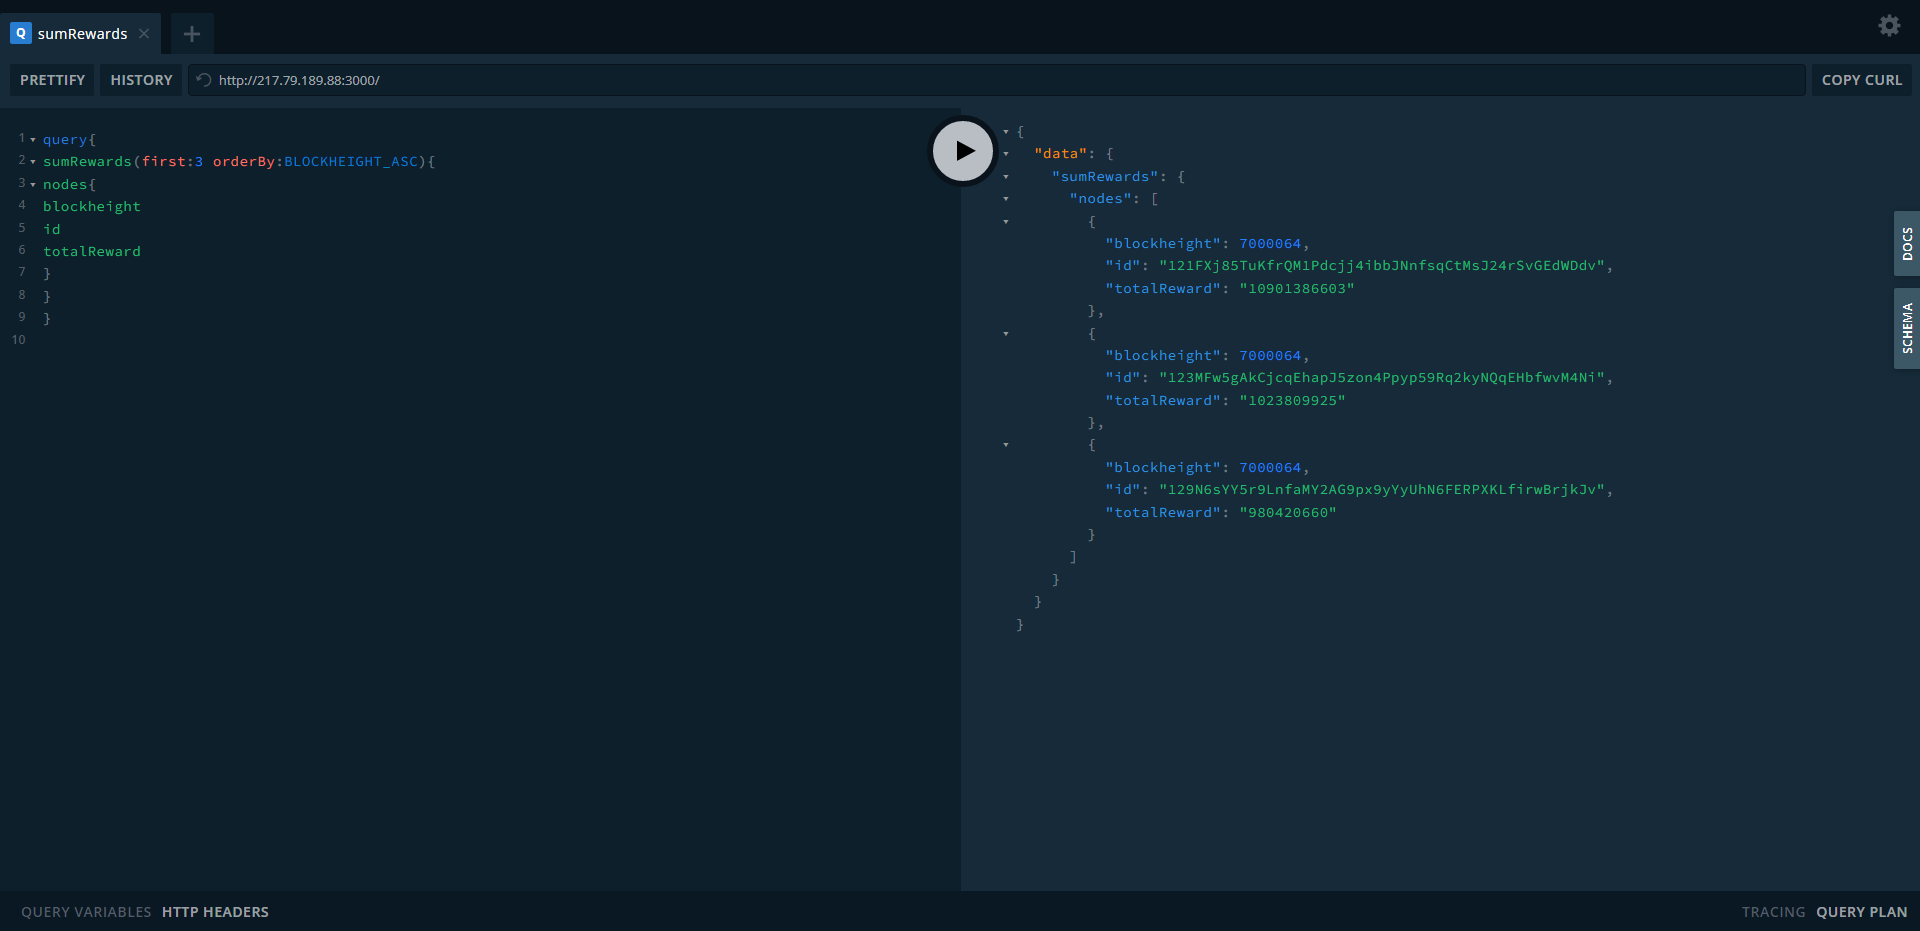 Q sumRewards
PRETTIFY HISTORY http://217.79.189.88:3000/ COPY CURL
1 query{
2 sumRewards(first:3 orderBy:BLOCKHEIGHT_ASC){
3 nodes{
4 blockheight
5 id
6 totalReward
7 }
8 }
9 }
10
{
"data": {
"sumRewards": {
"nodes": [
{
"blockheight": 7000064,
"id": "121FXj85TuKfrQM1Pdcjj4ibbJNnfsqCtMsJ24rSvGEdWDdv",
"totalReward": "10901386603"
},
{
"blockheight": 7000064,
"id": "123MFw5gAkCjcqEhapJ5zon4Ppyp59Rq2kyNQqEHbfwvM4Ni",
"totalReward": "1023809925"
},
{
"blockheight": 7000064,
"id": "129N6sYY5r9LnfaMY2AG9px9yYyUhN6FERPXKLfirwBrjkJv",
"totalReward": "980420660"
}
]
}
}
}
DOCS
SCHEMA
QUERY VARIABLES HTTP HEADERS
TRACING QUERY PLAN